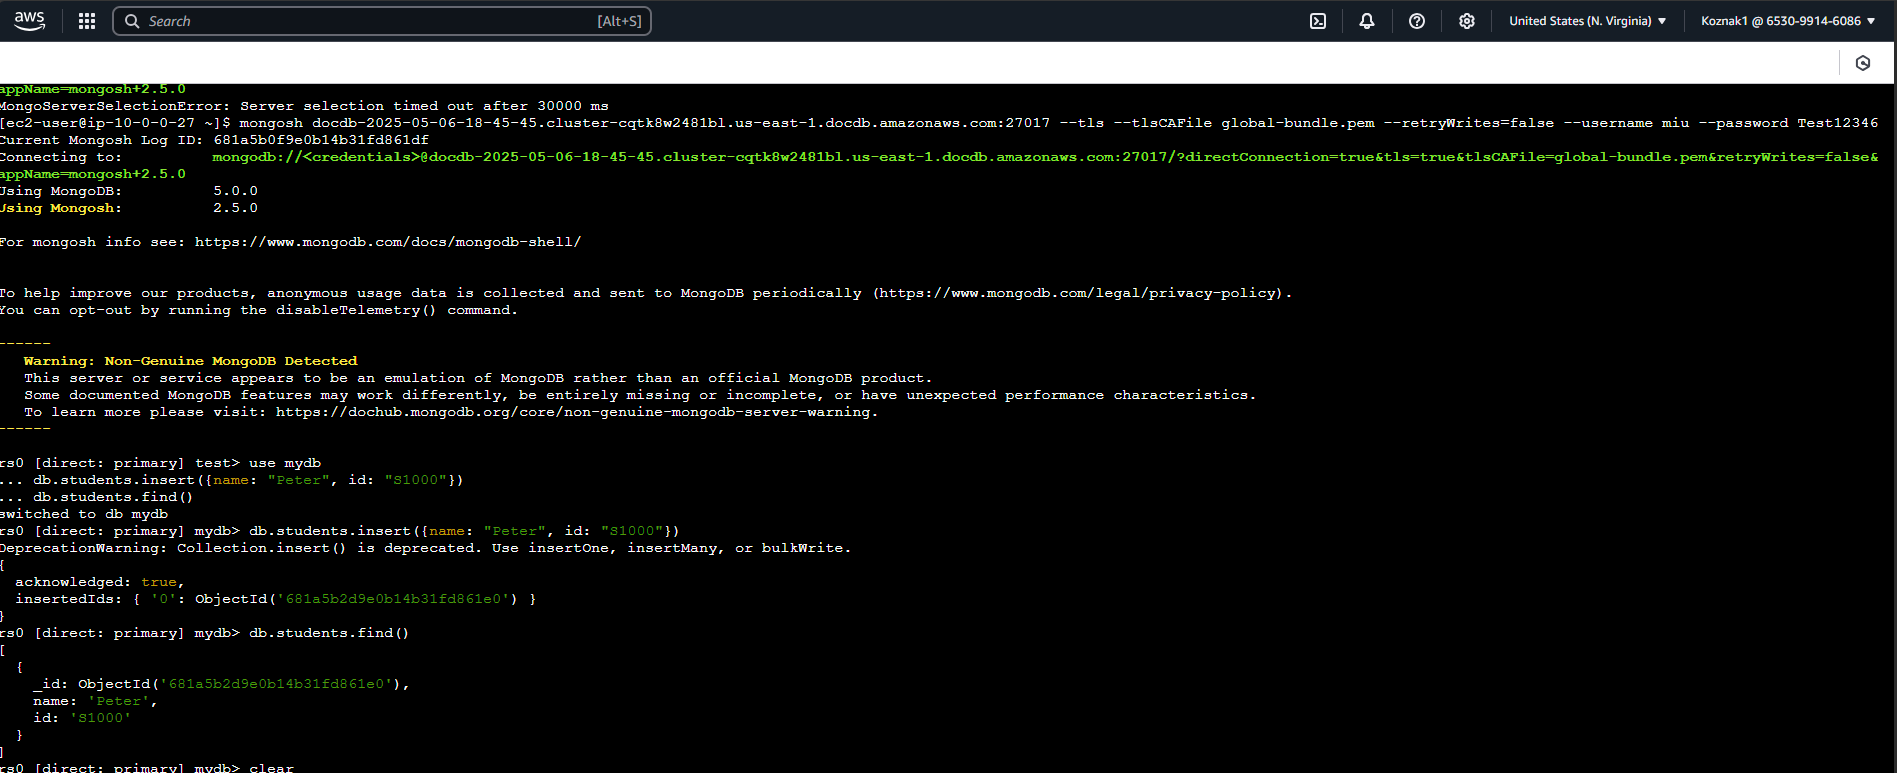 aws
Search [Alt+S] United States (N. Virginia) Koznak1 @ 6530-9914-6086
appName=mongosh+2.5.0
MongoServerSelectionError: Server selection timed out after 30000 ms
[ec2-user@ip-10-0-0-27 ~]$ mongosh docdb-2025-05-06-18-45-45.cluster-cqtk8w2481bl.us-east-1.docdb.amazonaws.com:27017 --tls --tlsCAFile global-bundle.pem --retryWrites=false --username miu --password Test12346
Current Mongosh Log ID: 681a5b0f9e0b14b31fd861df
Connecting to: mongodb://<credentials>@docdb-2025-05-06-18-45-45.cluster-cqtk8w2481bl.us-east-1.docdb.amazonaws.com:27017/?directConnection=true&tls=true&tlsCAFile=global-bundle.pem&retryWrites=false&
appName=mongosh+2.5.0
Using MongoDB: 5.0.0
Using Mongosh: 2.5.0
For mongosh info see: https://www.mongodb.com/docs/mongodb-shell/
To help improve our products, anonymous usage data is collected and sent to MongoDB periodically (https://www.mongodb.com/legal/privacy-policy).
You can opt-out by running the disableTelemetry() command.
------
Warning: Non-Genuine MongoDB Detected
This server or service appears to be an emulation of MongoDB rather than an official MongoDB product.
Some documented MongoDB features may work differently, be entirely missing or incomplete, or have unexpected performance characteristics.
To learn more please visit: https://dochub.mongodb.org/core/non-genuine-mongodb-server-warning.
------
rs0 [direct: primary] test> use mydb
... db.students.insert({name: "Peter", id: "S1000"})
... db.students.find()
switched to db mydb
rs0 [direct: primary] mydb> db.students.insert({name: "Peter", id: "S1000"})
DeprecationWarning: Collection.insert() is deprecated. Use insertOne, insertMany, or bulkWrite.
{
acknowledged: true,
insertedIds: { '0': ObjectId('681a5b2d9e0b14b31fd861e0') }
}
rs0 [direct: primary] mydb> db.students.find()
[
{
_id: ObjectId('681a5b2d9e0b14b31fd861e0'),
name: 'Peter',
id: 'S1000'
}
]
rs0 [direct: primary] mydb> clear